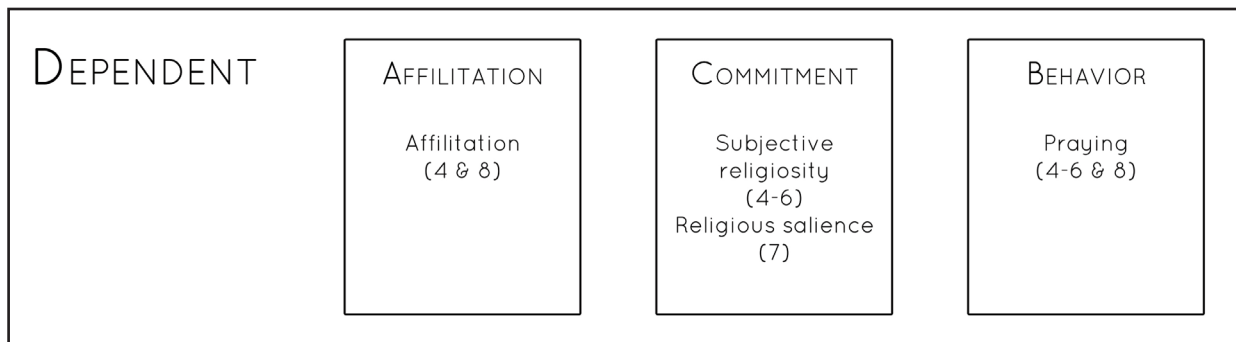 DEPENDENT
AFFILITATION
Affilitation
(4 & 8)
COMMITMENT
Subjective
religiosity
(4-6)
Religious salience
(7)
BEHAVIOR
Praying
(4-6 & 8)